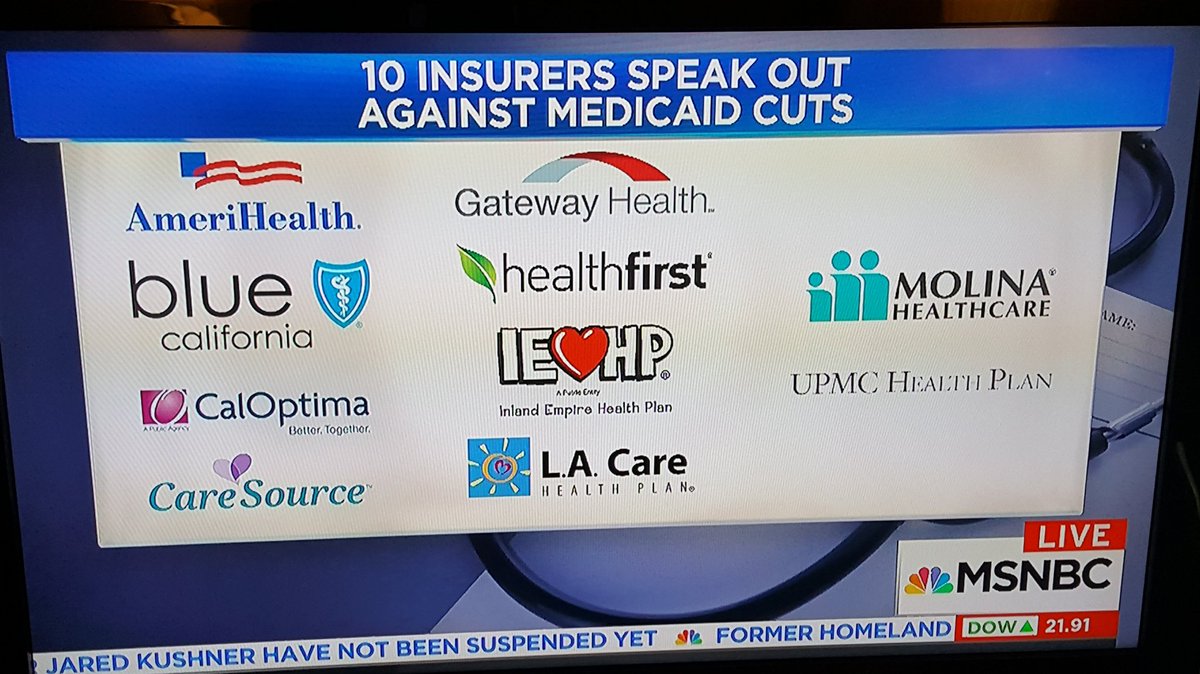 10 INSURERS SPEAK OUT
AGAINST MEDICAID CUTS
AmeriHealth.
blue
california
®
CalOptima
A Public Agency
Better. Together.
CareSource™
Gateway Health™
healthfirst
IEHP®
A Public Entity
Inland Empire Health Plan
L.A. Care
HEALTH PLAN®
MOLINA®
HEALTHCARE
UPMC HEALTH PLAN
AME:
LIVE
MSNBC
JARED KUSHNER HAVE NOT BEEN SUSPENDED YET FORMER HOMELAND
DOW ▲ 21.91